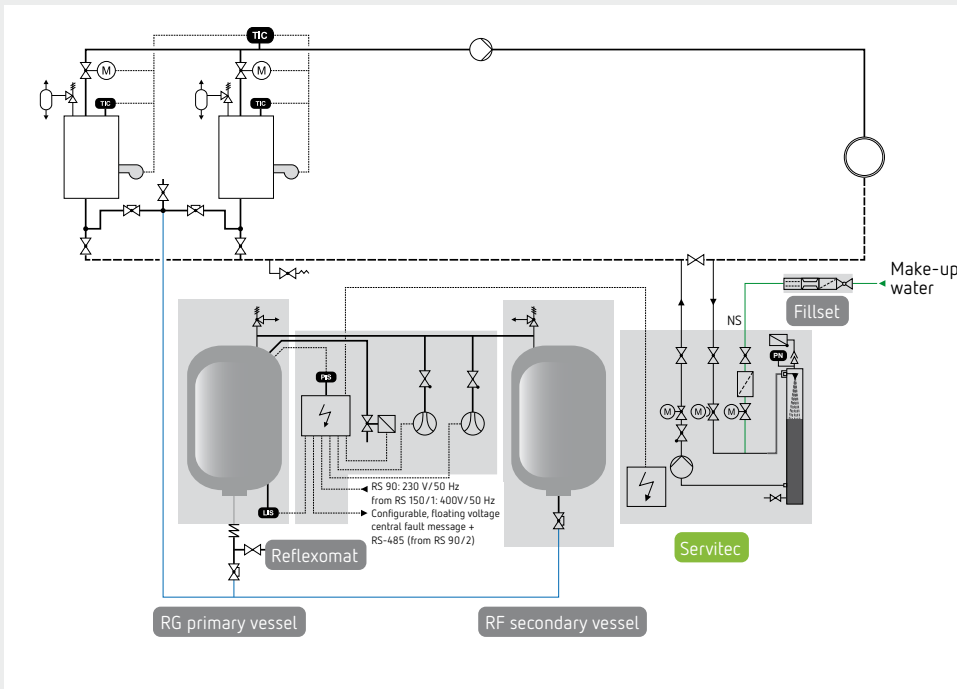 TIC
M
M
TIC
TIC
Make-up
water
Fillset
NS
PN
PIS
M
M
M
RS 90: 230 V/50 Hz
from RS 150/1: 400V/50 Hz
Configurable, floating voltage
central fault message +
RS-485 (from RS 90/2)
LIS
Reflexomat
Servitec
RG primary vessel
RF secondary vessel